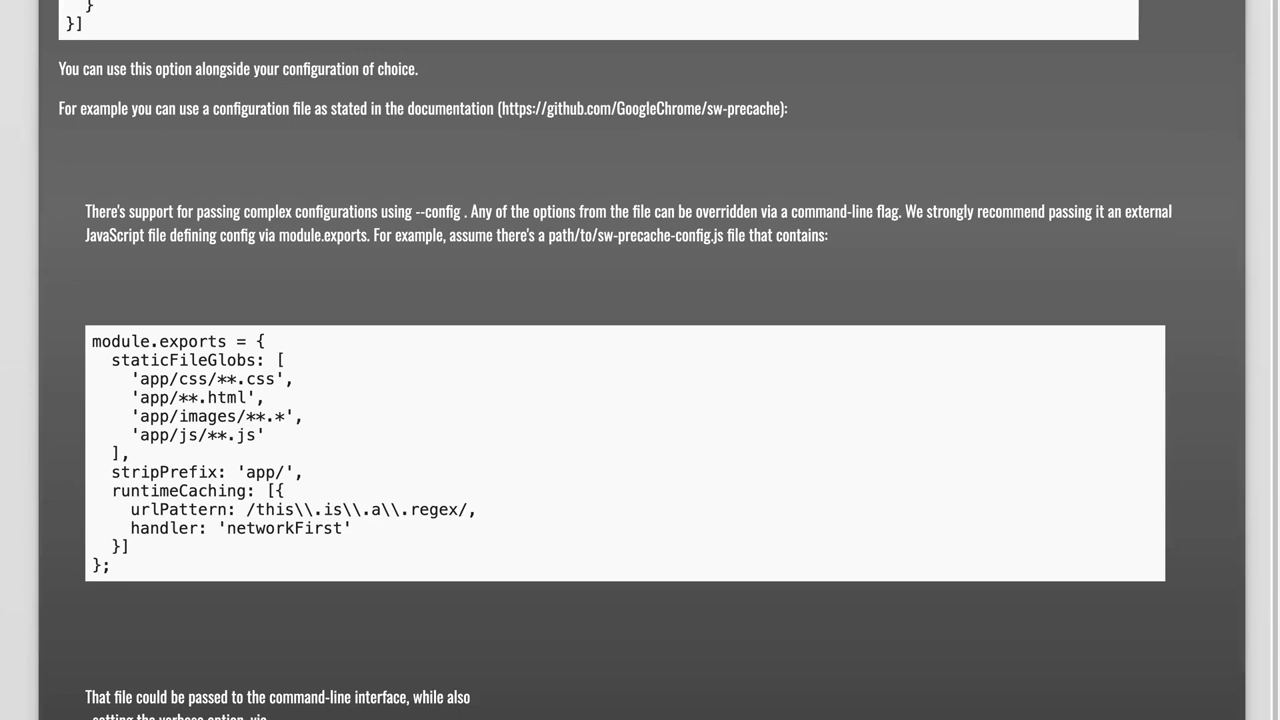 }
}]
You can use this option alongside your configuration of choice.
For example you can use a configuration file as stated in the documentation (https://github.com/GoogleChrome/sw-precache):
There's support for passing complex configurations using --config . Any of the options from the file can be overridden via a command-line flag. We strongly recommend passing it an external
JavaScript file defining config via module.exports. For example, assume there's a path/to/sw-precache-config.js file that contains:
module.exports = {
  staticFileGlobs: [
    'app/css/**.css',
    'app/**.html',
    'app/images/**.*',
    'app/js/**.js'
  ],
  stripPrefix: 'app/',
  runtimeCaching: [{
    urlPattern: /this\\.is\\.a\\.regex/,
    handler: 'networkFirst'
  }]
};
That file could be passed to the command-line interface, while also
setting the verbose option, via